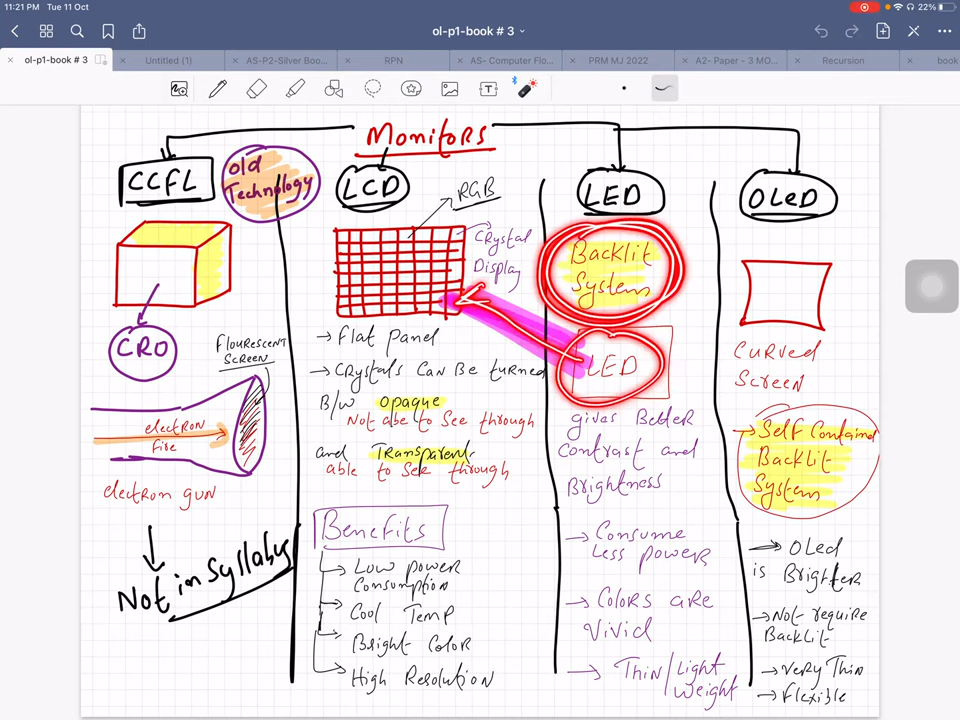 11:21 PM Tue 11 Oct
22%
ol-p1-book # 3
ol-p1-book # 3
Untitled (1)
AS-P2-Silver Boo...
RPN
AS- Computer Flo...
PRM MJ 2022
A2- Paper - 3 MO...
Recursion
book
Monitors
CCFL
old
Technology
CRO
Flourescent
Screen
electron
Fire
electron gun
Not in Syllabus
LCD
RGB
Crystal
Display
→ Flat panel
→ Crystals can be turned
B/W opaque
Not abe to See through
and Transparent
able to See through
Benefits
→ Low power
Consumption
→ Cool Temp
→ Bright Color
→ High Resolution
LED
Backlit
System
LED
gives Better
Contrast and
Brightness
→ Consume
Less power
→ Colors are
Vivid
→ Thin/Light
Weight
OLED
Curved
Screen
→ Self Contained
Backlit
System
→ OLed
is Brighter
→ Not require
Backlit
→ Very Thin
→ Flexible